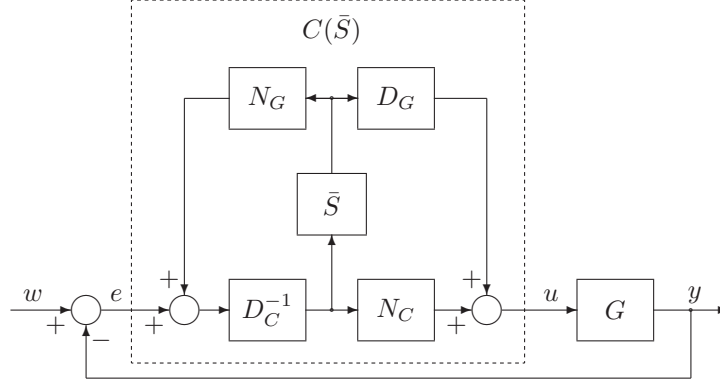 C(S̄)
N_G D_G
S̄
+ +
w e u y
D_C^{-1} N_C G
+ + +
−